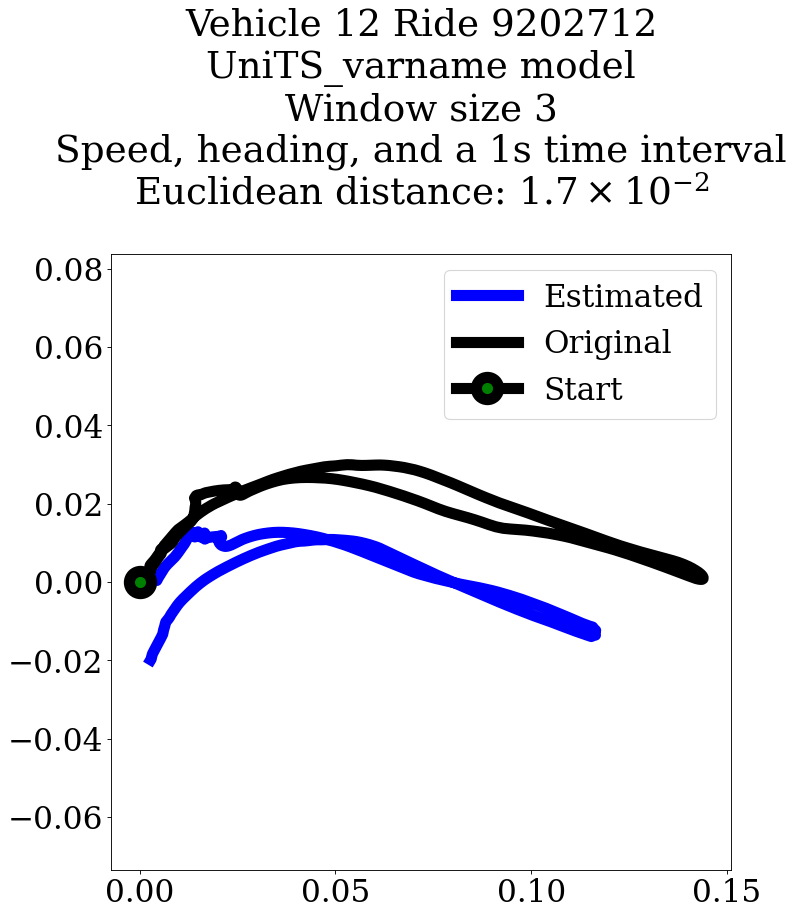 Vehicle 12 Ride 9202712
UniTS_varname model
Window size 3
Speed, heading, and a 1s time interval
Euclidean distance: 1.7 × 10⁻²
0.08
0.06
0.04
0.02
0.00
−0.02
−0.04
−0.06
Estimated
Original
Start
0.00 0.05 0.10 0.15